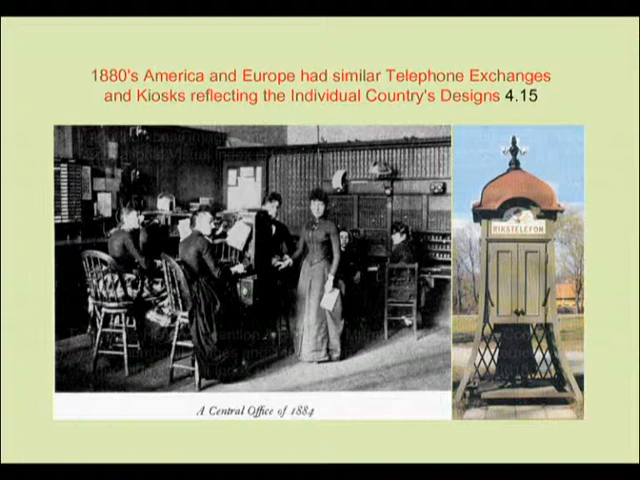 1880's America and Europe had similar Telephone Exchanges
and Kiosks reflecting the Individual Country's Designs 4.15
RIKSTELEFON
A Central Office of 1884